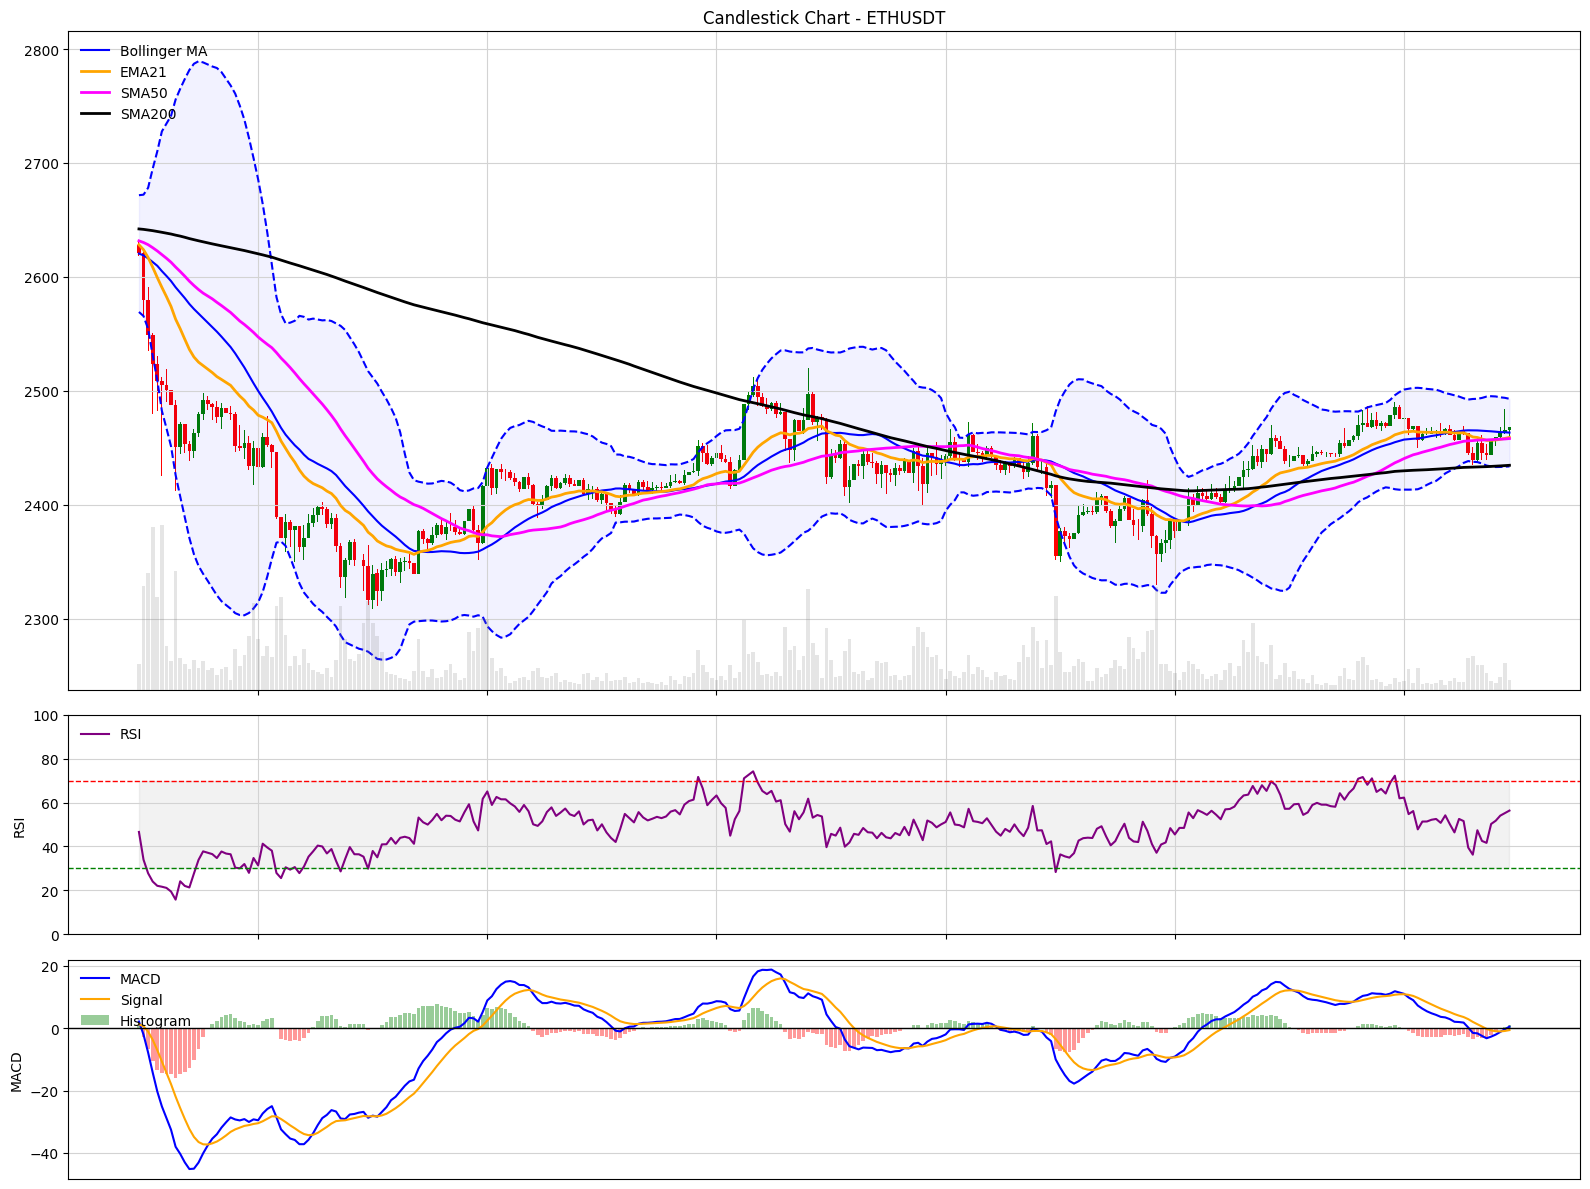 Candlestick Chart - ETHUSDT
2800
2700
2600
2500
2400
2300
Bollinger MA
EMA21
SMA50
SMA200
100
80
60
40
20
0
RSI
RSI
20
0
−20
−40
MACD
MACD
Signal
Histogram